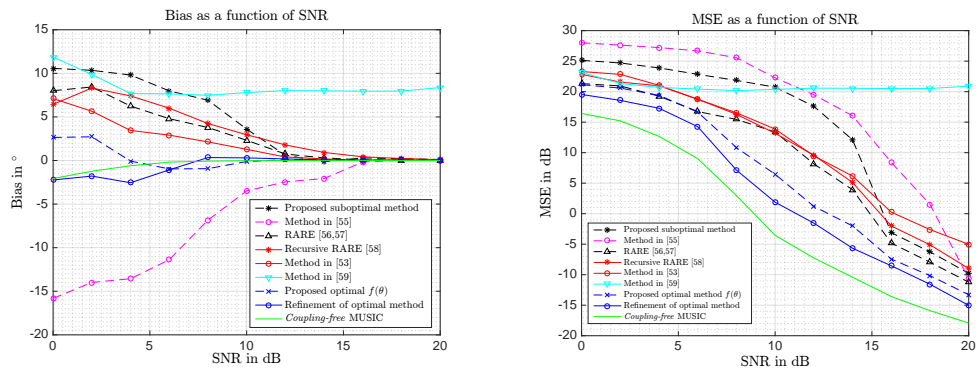 Bias as a function of SNR
15
10
5
0
-5
-10
-15
-20
Bias in °
0
5
10
15
20
SNR in dB
Proposed suboptimal method
Method in [55]
RARE [56,57]
Recursive RARE [58]
Method in [53]
Method in [59]
Proposed optimal f(θ)
Refinement of optimal method
Coupling-free MUSIC
MSE as a function of SNR
30
25
20
15
10
5
0
-5
-10
-15
-20
MSE in dB
0
5
10
15
20
SNR in dB
Proposed suboptimal method
Method in [55]
RARE [56,57]
Recursive RARE [58]
Method in [53]
Method in [59]
Proposed optimal method f(θ)
Refinement of optimal method
Coupling-free MUSIC